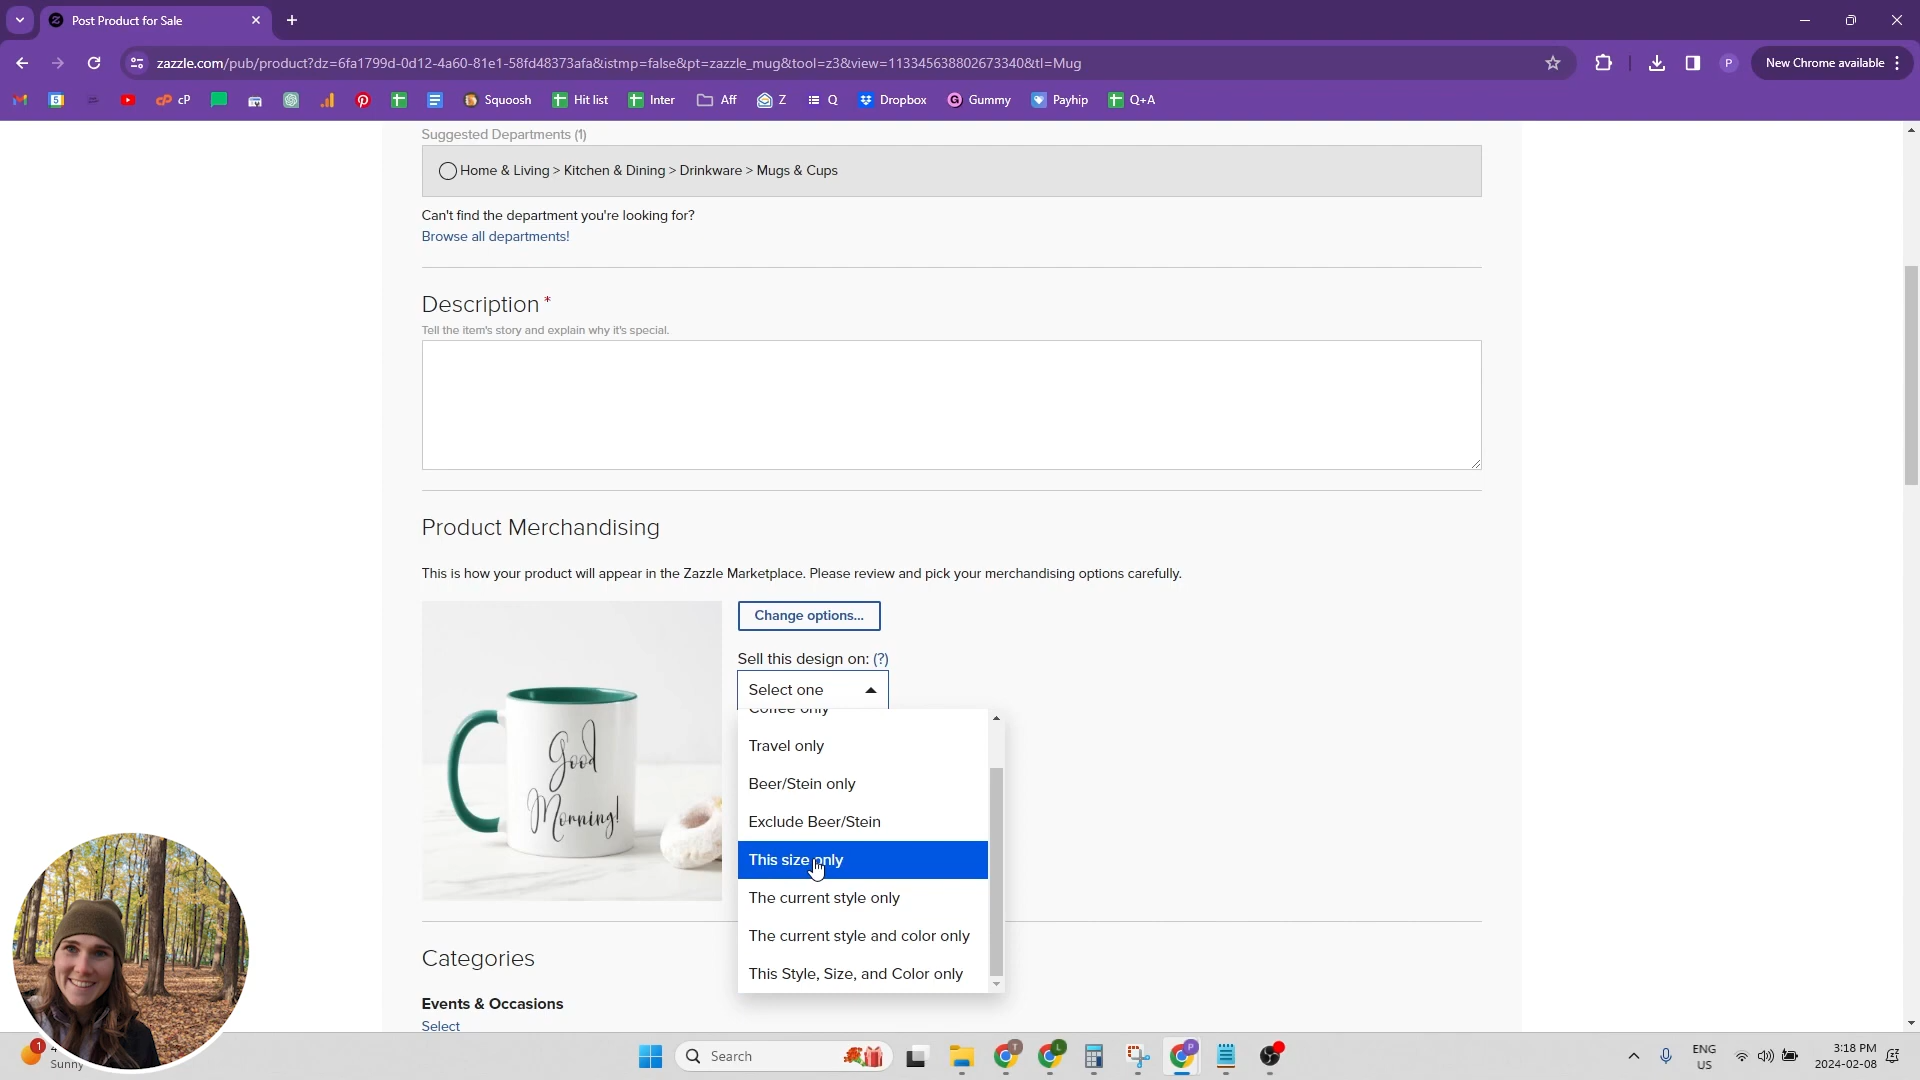 Post Product for Sale
zazzle.com/pub/product?dz=6fa1799d-0d12-4a60-81e1-58fd48373afa&istmp=false&pt=zazzle_mug&tool=z3&view=113345638802673340&tl=Mug
P
New Chrome available
cP
Squoosh
Hit list
Inter
Aff
Z
Q
Dropbox
Gummy
Payhip
Q+A
Suggested Departments (1)
Home & Living > Kitchen & Dining > Drinkware > Mugs & Cups
Can't find the department you're looking for?
Browse all departments!
Description *
Tell the item's story and explain why it's special.
Product Merchandising
This is how your product will appear in the Zazzle Marketplace. Please review and pick your merchandising options carefully.
Change options...
Sell this design on: (?)
Select one
Coffee only
Travel only
Beer/Stein only
Exclude Beer/Stein
This size only
The current style only
The current style and color only
This Style, Size, and Color only
Good
Morning!
Categories
Events & Occasions
Select
Sunny
Search
ENG
US
3:18 PM
2024-02-08